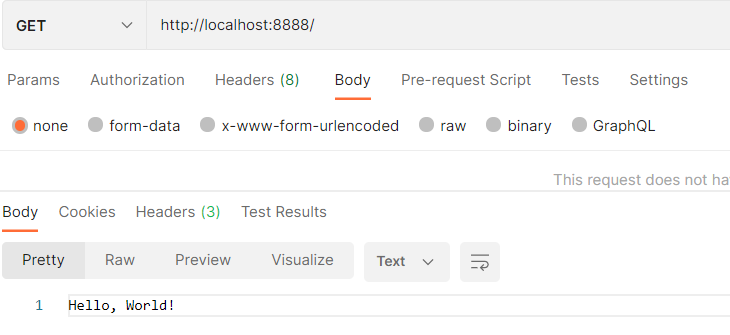 GET http://localhost:8888/
Params Authorization Headers (8) Body Pre-request Script Tests Settings
none form-data x-www-form-urlencoded raw binary GraphQL
This request does not ha
Body Cookies Headers (3) Test Results
Pretty Raw Preview Visualize Text
1 Hello, World!